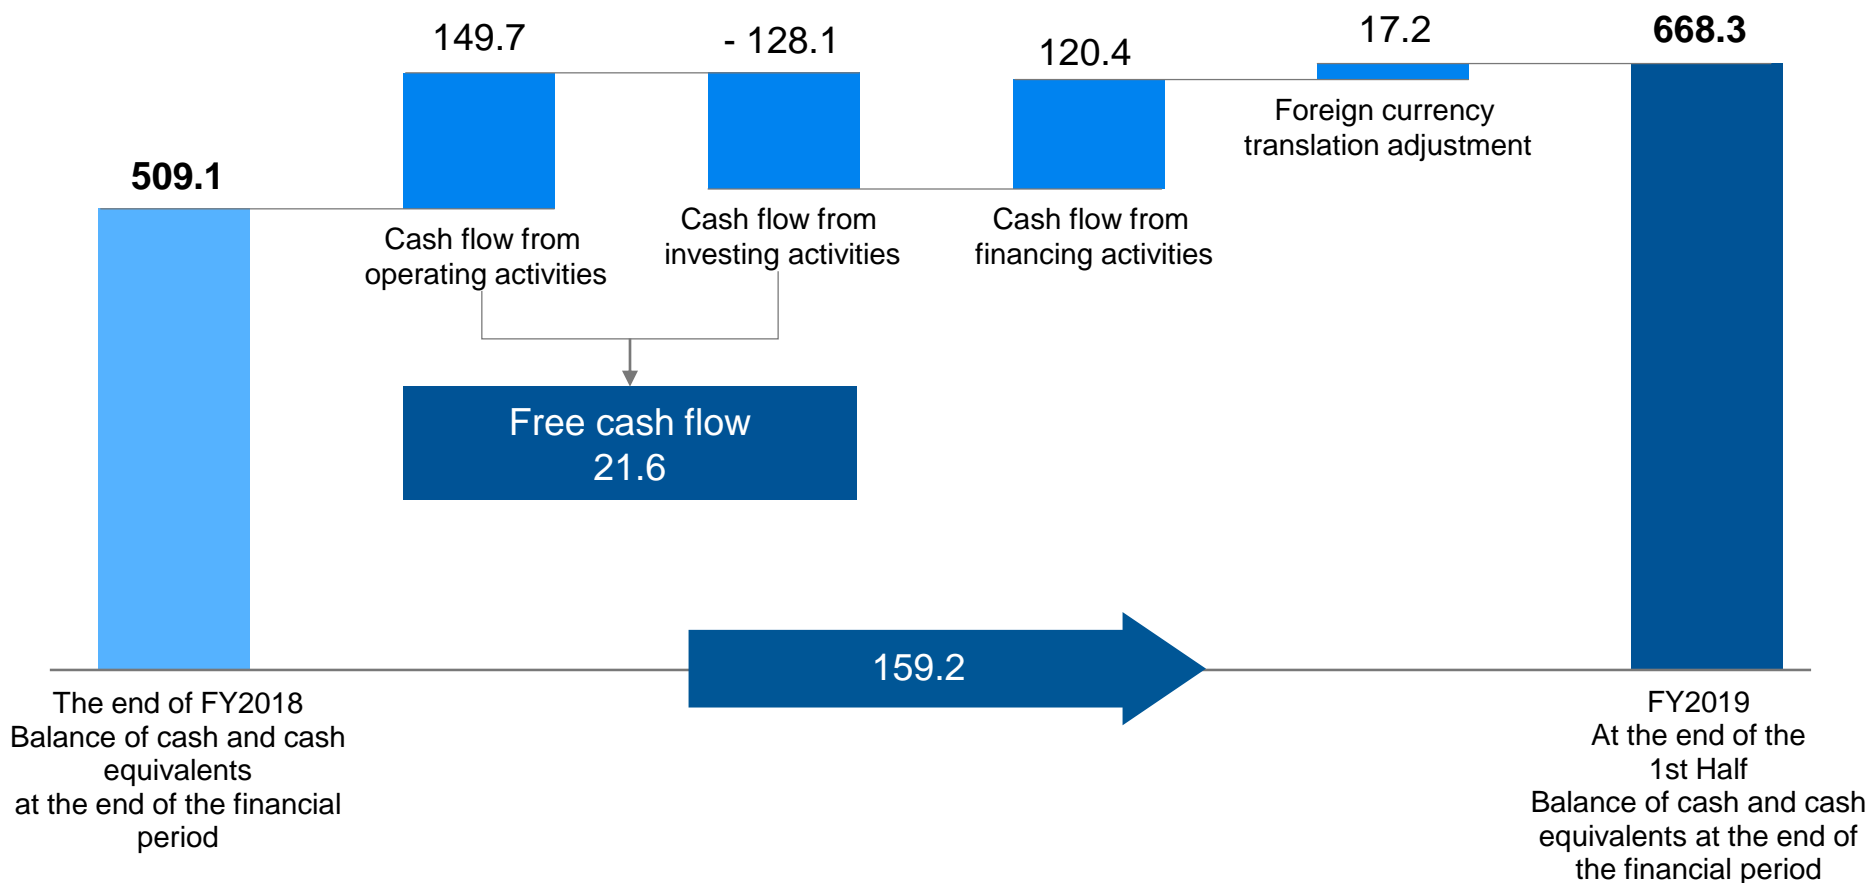 149.7
- 128.1
120.4
17.2
668.3
509.1
Foreign currency
translation adjustment
Cash flow from
operating activities
Cash flow from
investing activities
Cash flow from
financing activities
Free cash flow
21.6
159.2
The end of FY2018
Balance of cash and cash
equivalents
at the end of the financial
period
FY2019
At the end of the
1st Half
Balance of cash and cash
equivalents at the end of
the financial period